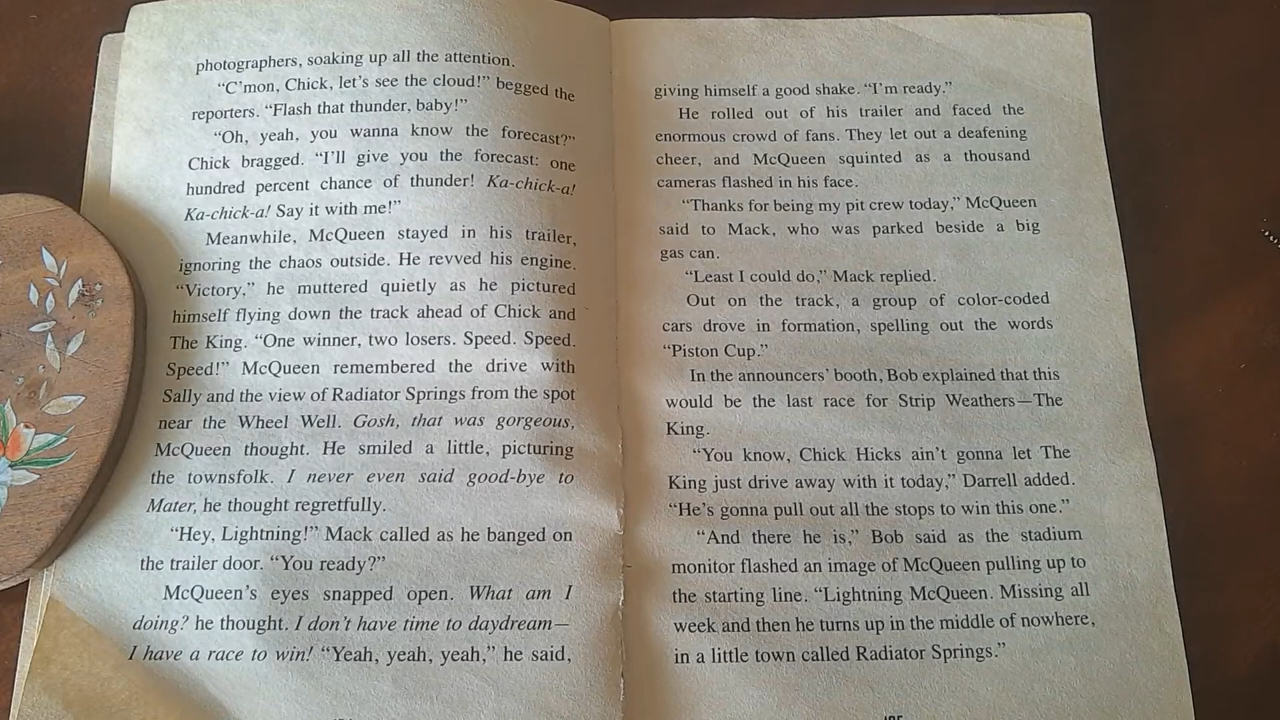 photographers, soaking up all the attention.
“C’mon, Chick, let’s see the cloud!” begged the
reporters. “Flash that thunder, baby!”
“Oh, yeah, you wanna know the forecast?”
Chick bragged. “I’ll give you the forecast: one
hundred percent chance of thunder! Ka-chick-a!
Ka-chick-a! Say it with me!”
Meanwhile, McQueen stayed in his trailer,
ignoring the chaos outside. He revved his engine.
“Victory,” he muttered quietly as he pictured
himself flying down the track ahead of Chick and
The King. “One winner, two losers. Speed. Speed.
Speed!” McQueen remembered the drive with
Sally and the view of Radiator Springs from the spot
near the Wheel Well. Gosh, that was gorgeous,
McQueen thought. He smiled a little, picturing
the townsfolk. I never even said good-bye to
Mater, he thought regretfully.
“Hey, Lightning!” Mack called as he banged on
the trailer door. “You ready?”
McQueen’s eyes snapped open. What am I
doing? he thought. I don’t have time to daydream—
I have a race to win! “Yeah, yeah, yeah,” he said,
giving himself a good shake. “I’m ready.”
He rolled out of his trailer and faced the
enormous crowd of fans. They let out a deafening
cheer, and McQueen squinted as a thousand
cameras flashed in his face.
“Thanks for being my pit crew today,” McQueen
said to Mack, who was parked beside a big
gas can.
“Least I could do,” Mack replied.
Out on the track, a group of color-coded
cars drove in formation, spelling out the words
“Piston Cup.”
In the announcers’ booth, Bob explained that this
would be the last race for Strip Weathers—The
King.
“You know, Chick Hicks ain’t gonna let The
King just drive away with it today,” Darrell added.
“He’s gonna pull out all the stops to win this one.”
“And there he is,” Bob said as the stadium
monitor flashed an image of McQueen pulling up to
the starting line. “Lightning McQueen. Missing all
week and then he turns up in the middle of nowhere,
in a little town called Radiator Springs.”